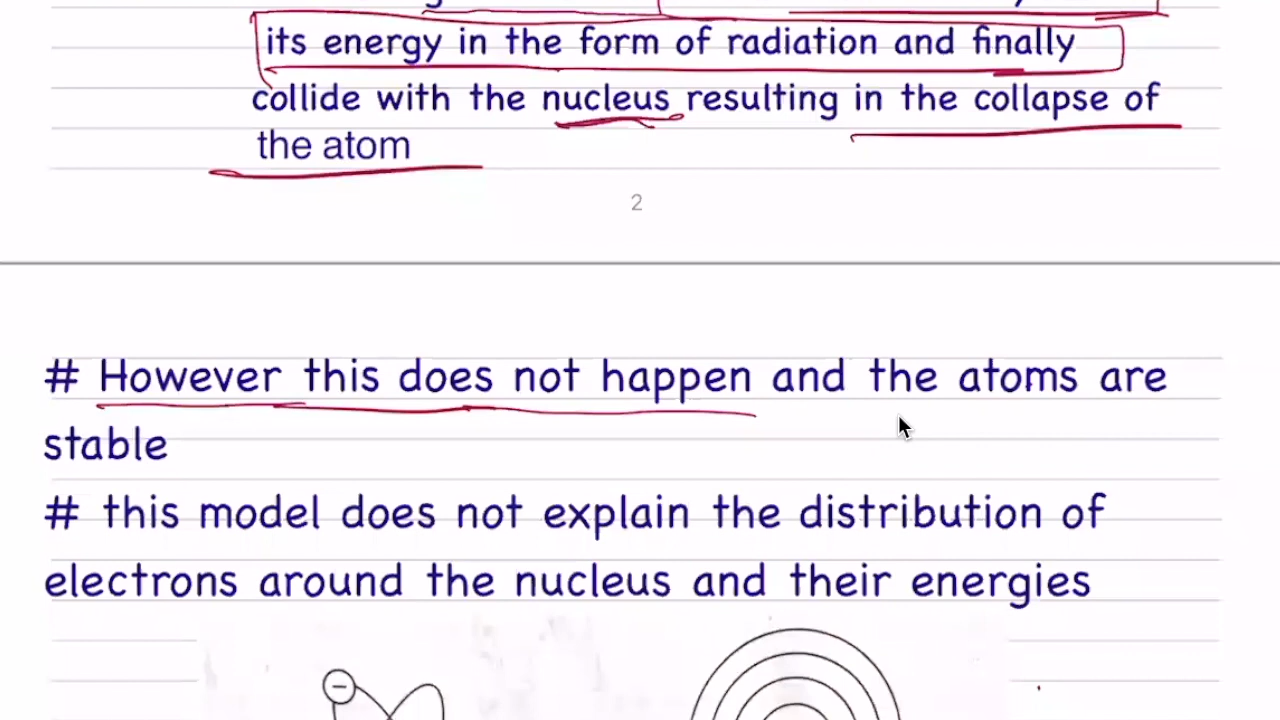 its energy in the form of radiation and finally
collide with the nucleus resulting in the collapse of
the atom
2
# However this does not happen and the atoms are
stable
# this model does not explain the distribution of
electrons around the nucleus and their energies
−